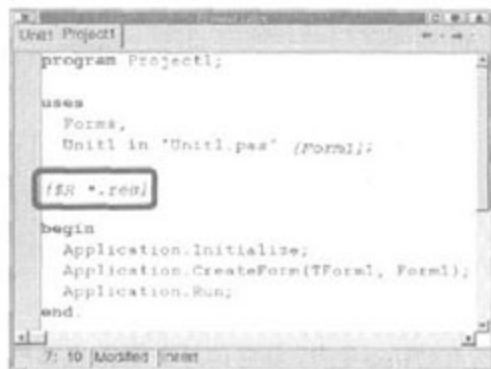 Unit1 Project1
program Project1;
uses
Forms,
Unit1 in 'Unit1.pas' {Form1};
{$R *.res}
begin
Application.Initialize;
Application.CreateForm(TForm1, Form1);
Application.Run;
end.
7: 10 Modified Insert